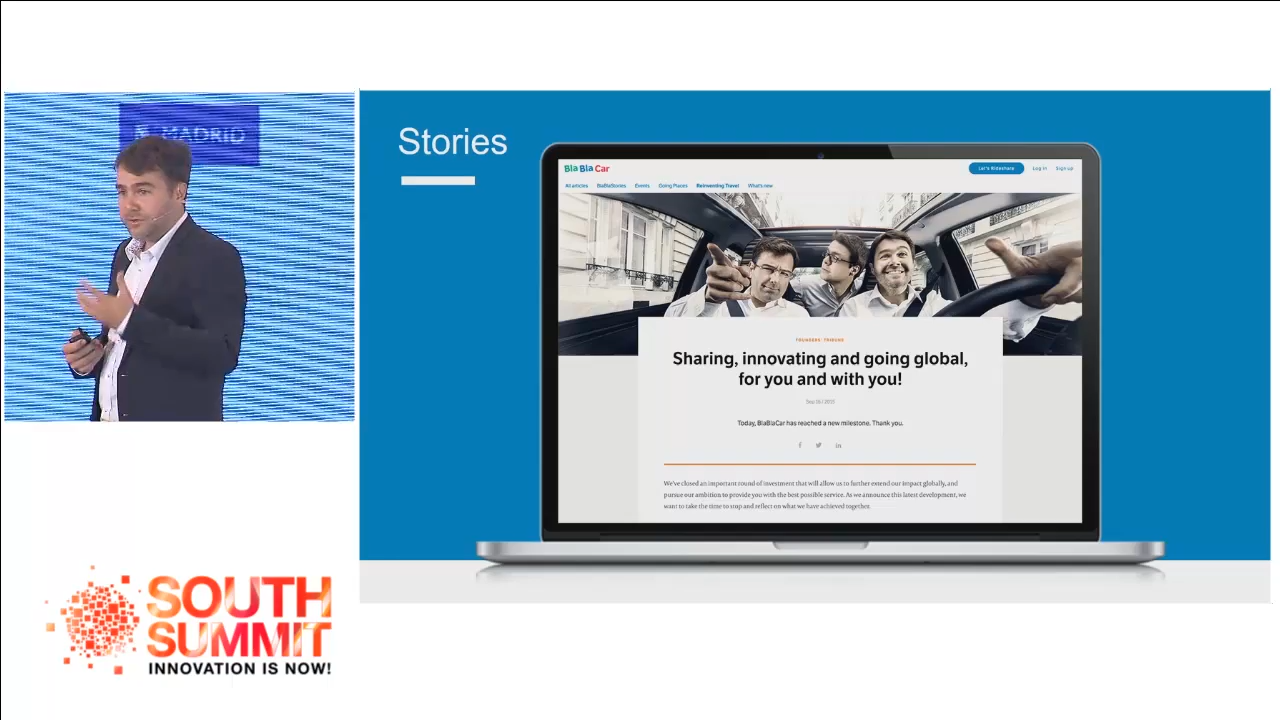 MADRID
Stories
BlaBlaCar
Let's Rideshare
Log in
Sign up
All articles
BlaBlaStories
Events
Going Places
Reinventing Travel
What's new
FOUNDERS' TRIBUNE
Sharing, innovating and going global,
for you and with you!
2015
Today, BlaBlaCar has reached a new milestone. Thank you.
We've closed an important round of investment that will allow us to further extend our impact globally, and
pursue our ambition to provide you with the best possible service. As we announce this latest development, we
want to take the time to stop and reflect on what we have achieved together.
SOUTH
SUMMIT
INNOVATION IS NOW!